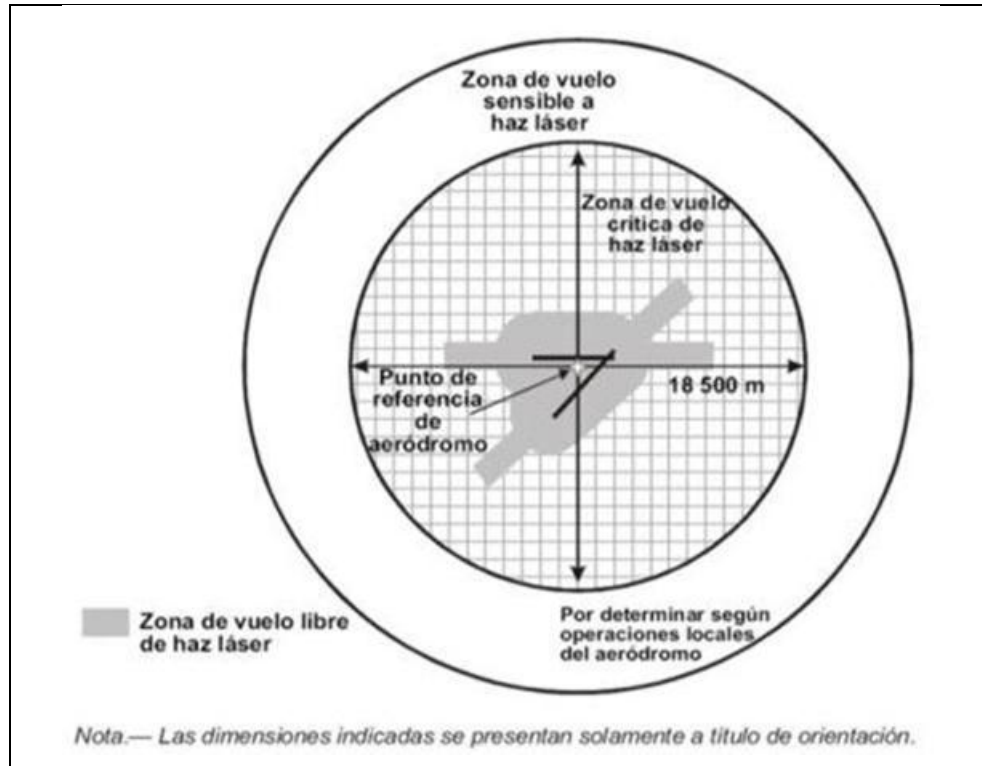 Zona de vuelo
sensible a
haz láser
Zona de vuelo
crítica de
haz láser
Punto de
referencia
de
aeródromo
18 500 m
Zona de vuelo libre
de haz láser
Por determinar según
operaciones locales
del aeródromo
Nota.— Las dimensiones indicadas se presentan solamente a título de orientación.